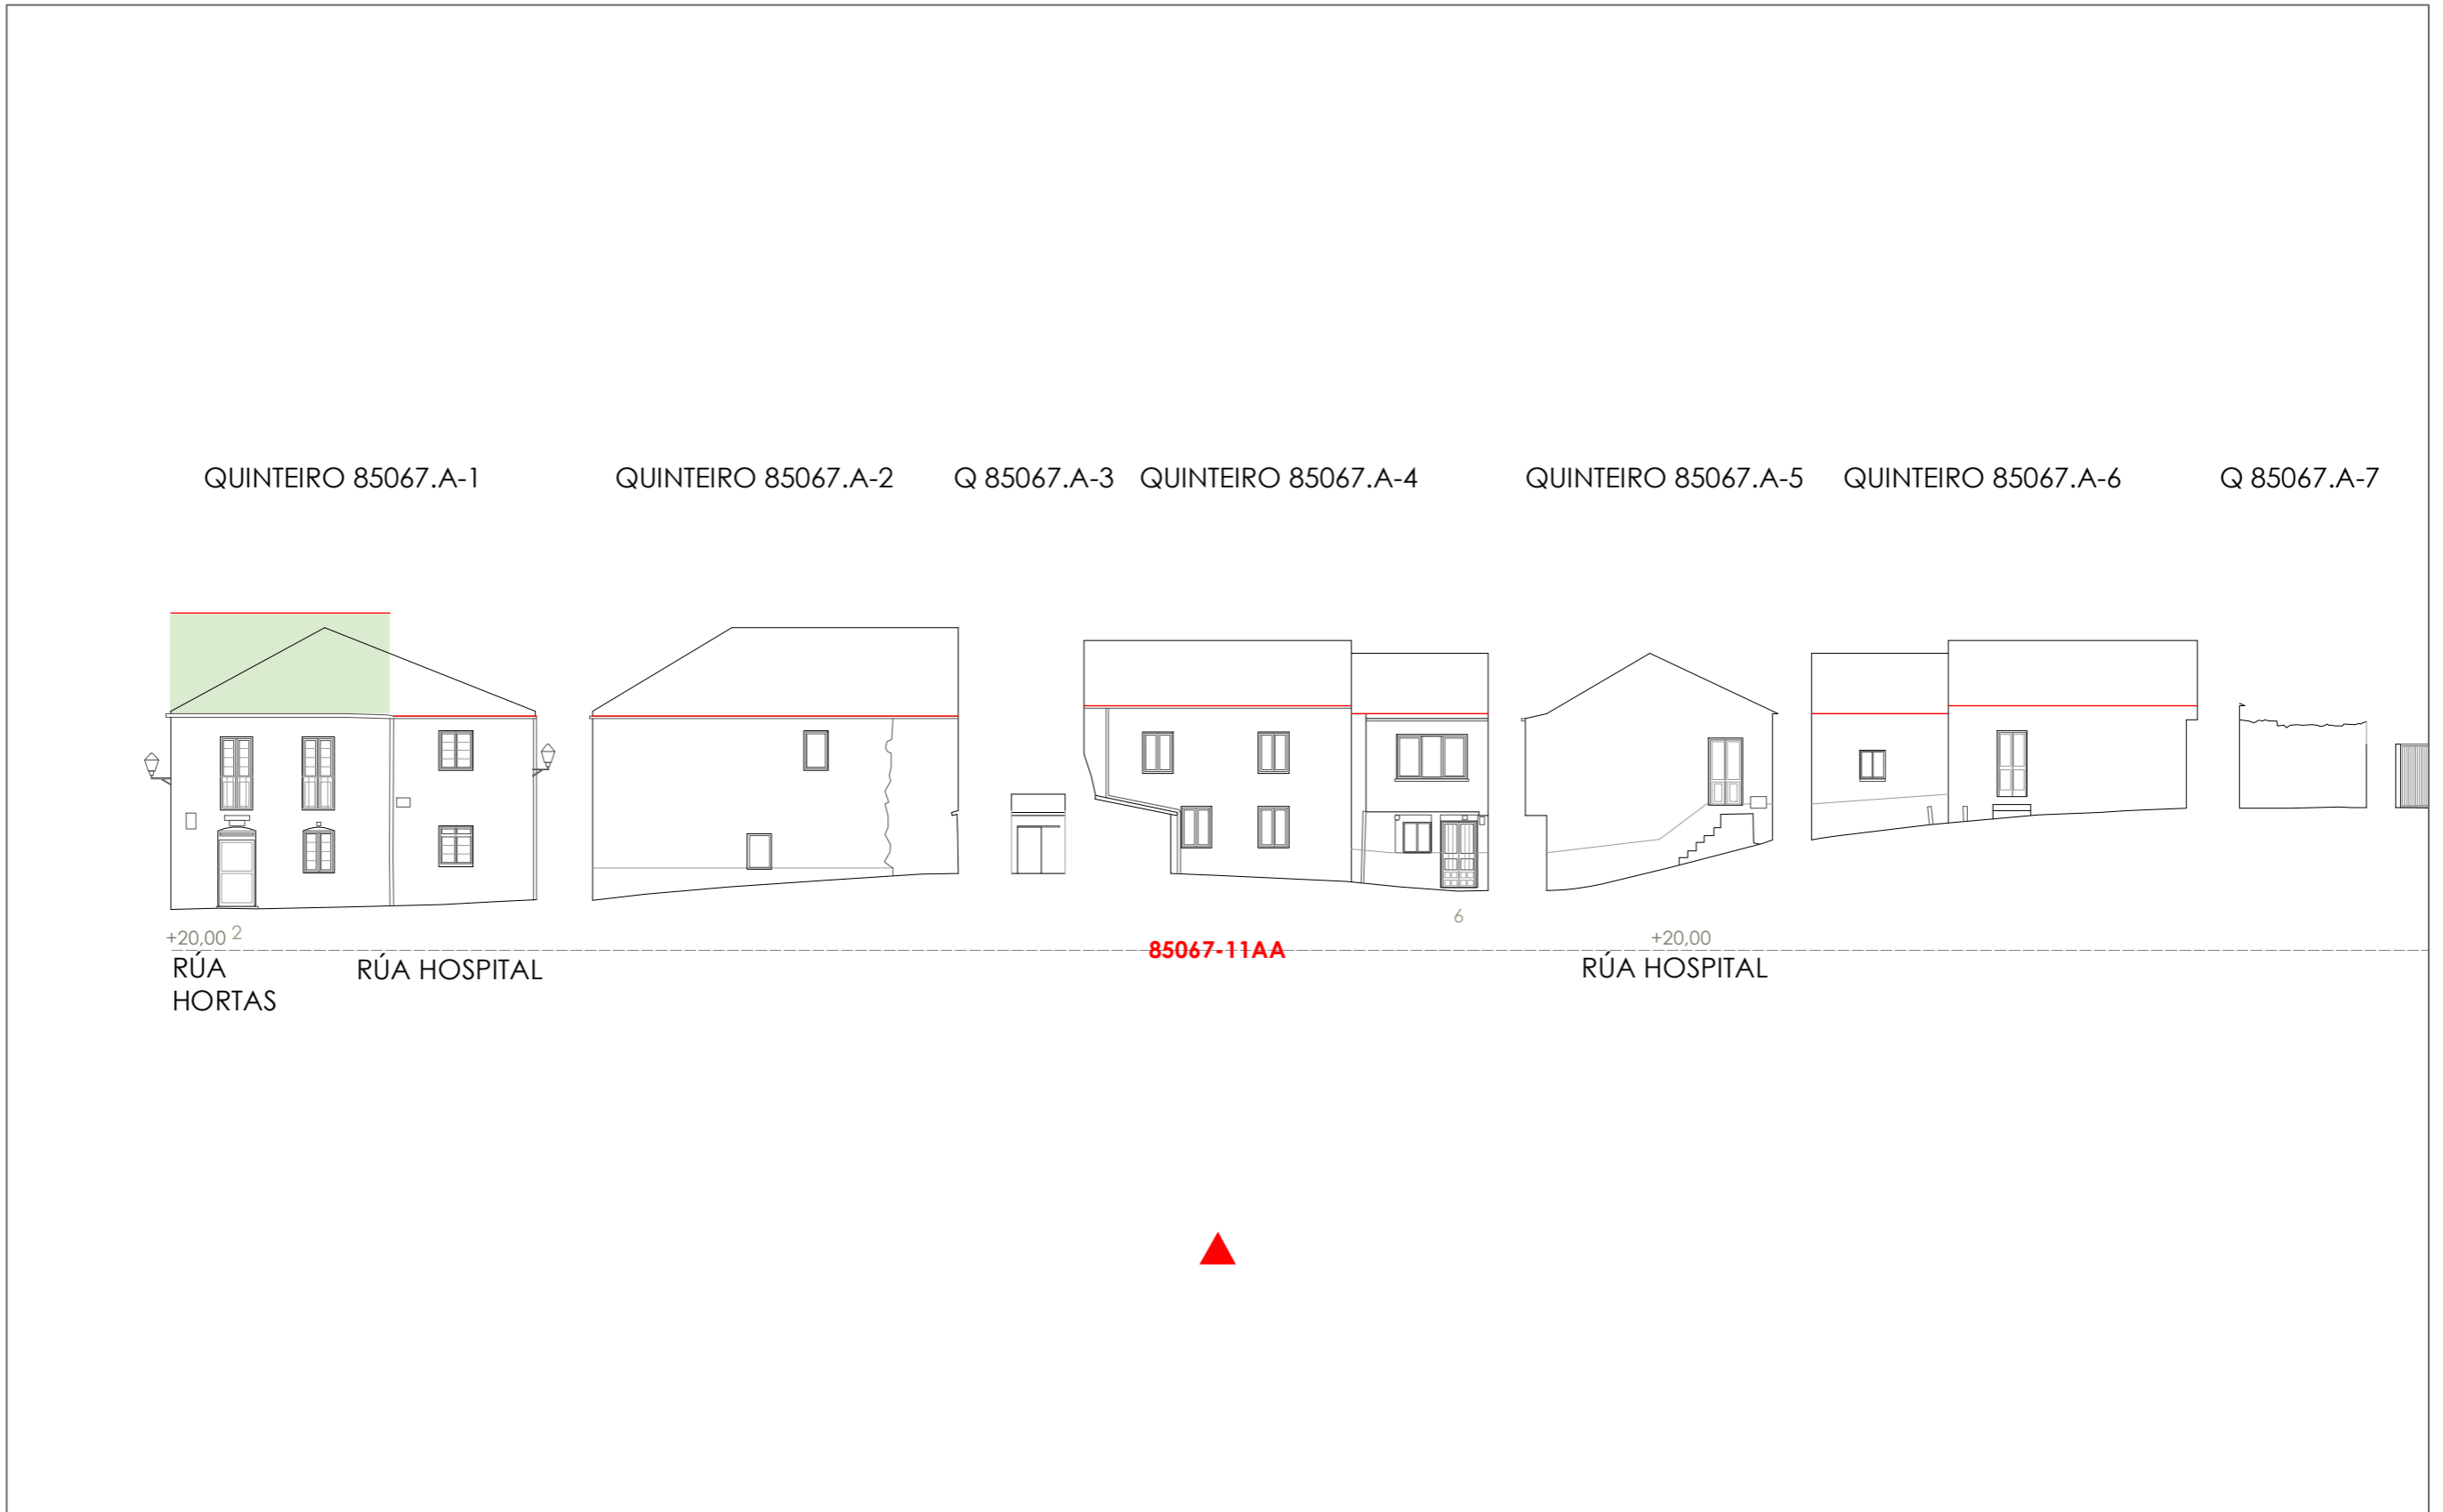 QUINTEIRO 85067.A-1
QUINTEIRO 85067.A-2
Q 85067.A-3
QUINTEIRO 85067.A-4
QUINTEIRO 85067.A-5
QUINTEIRO 85067.A-6
Q 85067.A-7
+20,00
2
6
+20,00
85067-11AA
RÚA
HORTAS
RÚA HOSPITAL
RÚA HOSPITAL